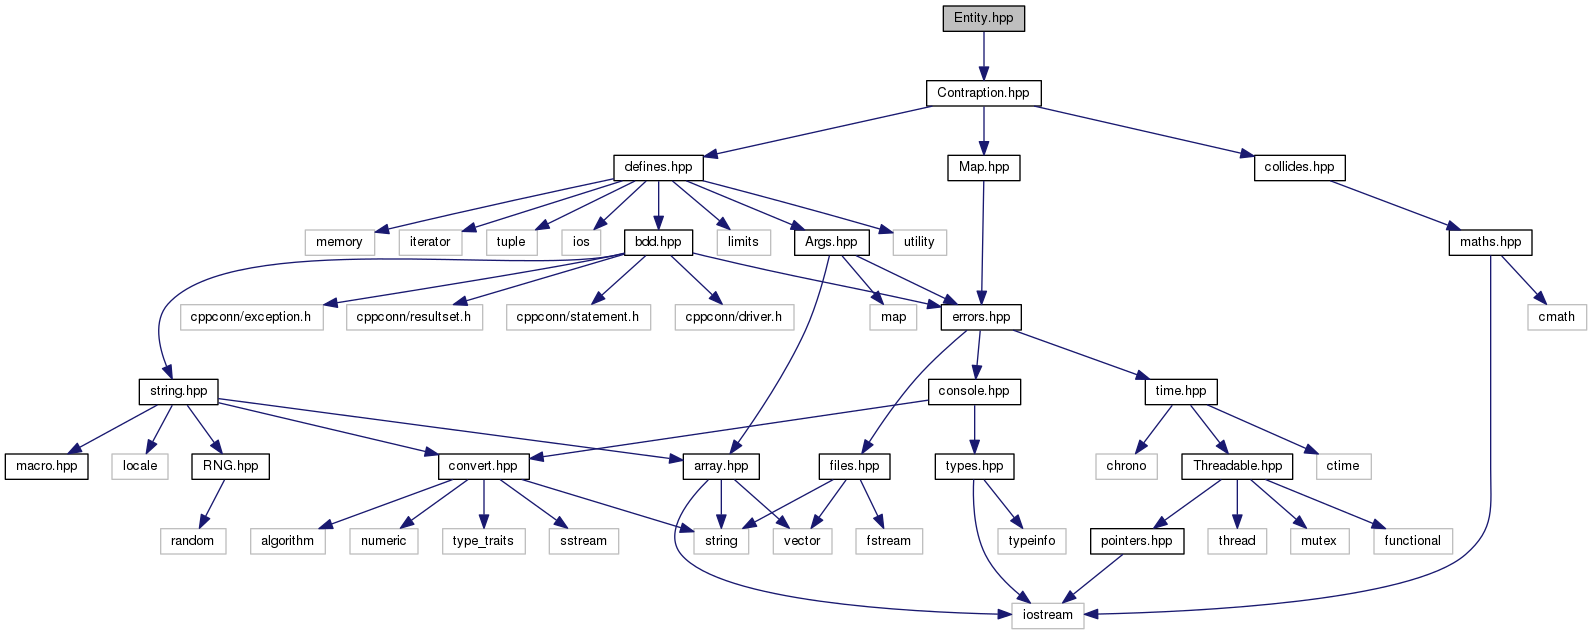 Entity.hpp
Contraption.hpp
defines.hpp
Map.hpp
collides.hpp
memory
iterator
tuple
ios
bdd.hpp
limits
Args.hpp
utility
maths.hpp
cppconn/exception.h
cppconn/resultset.h
cppconn/statement.h
cppconn/driver.h
map
errors.hpp
cmath
string.hpp
console.hpp
time.hpp
macro.hpp
locale
RNG.hpp
convert.hpp
array.hpp
files.hpp
types.hpp
chrono
Threadable.hpp
ctime
random
algorithm
numeric
type_traits
sstream
string
vector
fstream
typeinfo
pointers.hpp
thread
mutex
functional
iostream